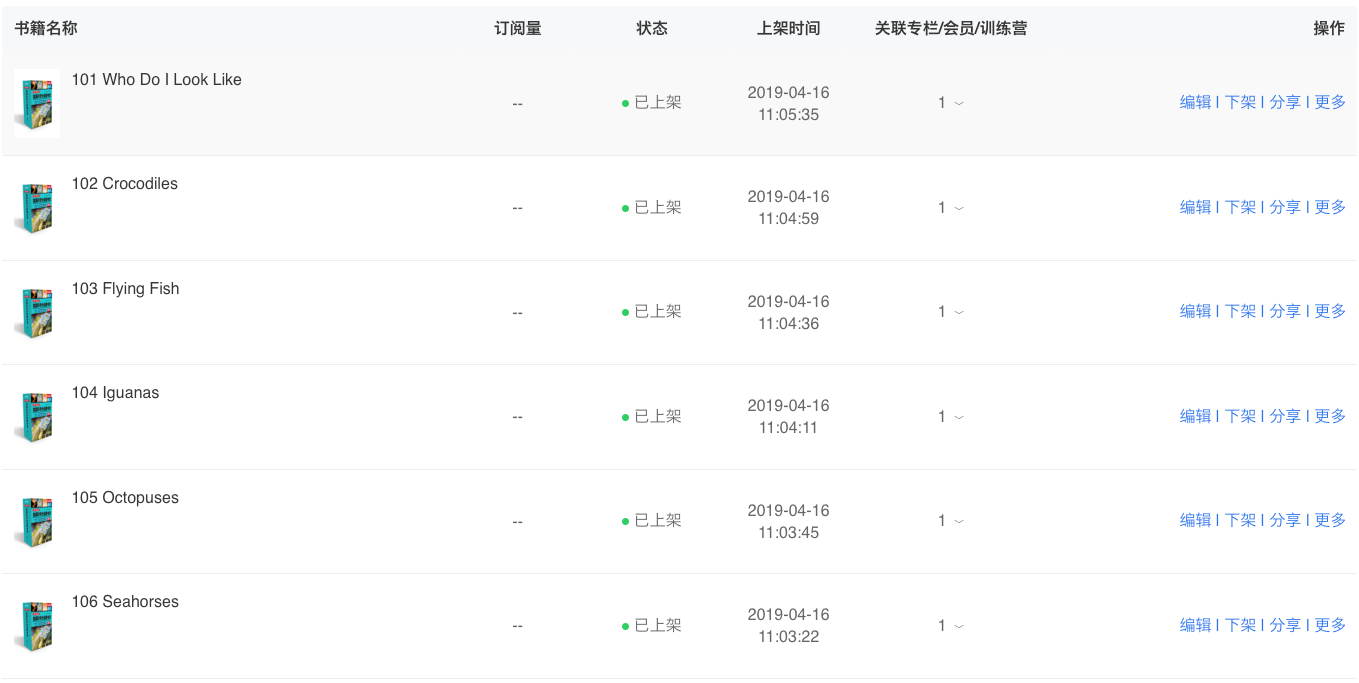 书籍名称 订阅量 状态 上架时间 关联专栏/会员/训练营 操作
101 Who Do I Look Like
-- 已上架 2019-04-16 11:05:35 1 编辑 | 下架 | 分享 | 更多
102 Crocodiles
-- 已上架 2019-04-16 11:04:59 1 编辑 | 下架 | 分享 | 更多
103 Flying Fish
-- 已上架 2019-04-16 11:04:36 1 编辑 | 下架 | 分享 | 更多
104 Iguanas
-- 已上架 2019-04-16 11:04:11 1 编辑 | 下架 | 分享 | 更多
105 Octopuses
-- 已上架 2019-04-16 11:03:45 1 编辑 | 下架 | 分享 | 更多
106 Seahorses
-- 已上架 2019-04-16 11:03:22 1 编辑 | 下架 | 分享 | 更多